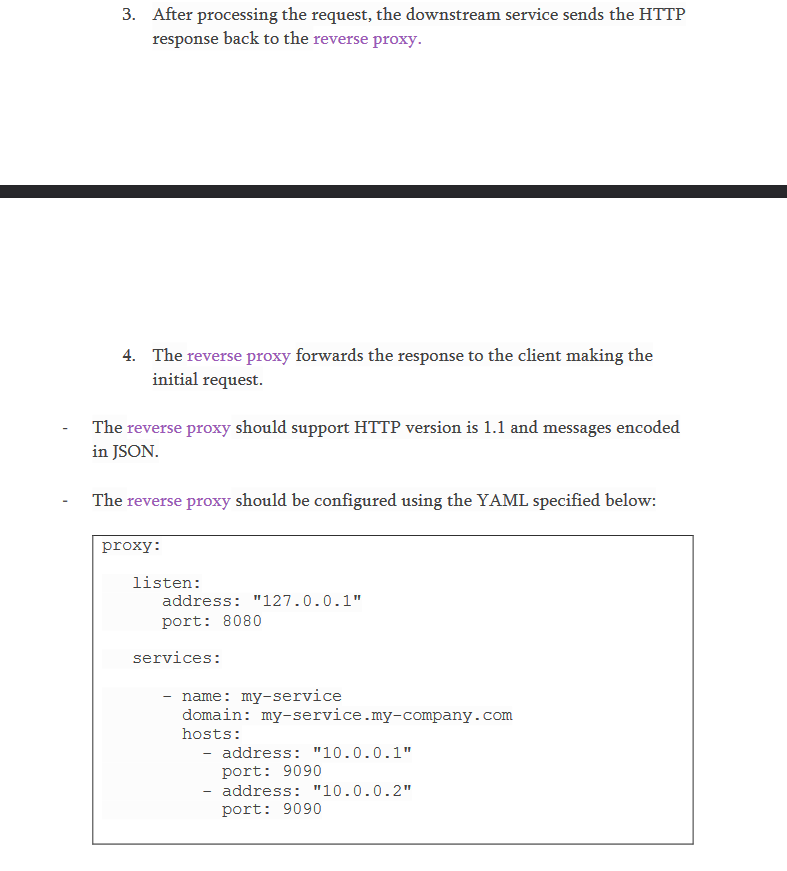 3. After processing the request, the downstream service sends the HTTP
response back to the reverse proxy.
4. The reverse proxy forwards the response to the client making the
initial request.
- The reverse proxy should support HTTP version is 1.1 and messages encoded
in JSON.
- The reverse proxy should be configured using the YAML specified below:
proxy:
listen:
address: "127.0.0.1"
port: 8080
services:
- name: my-service
domain: my-service.my-company.com
hosts:
- address: "10.0.0.1"
port: 9090
- address: "10.0.0.2"
port: 9090